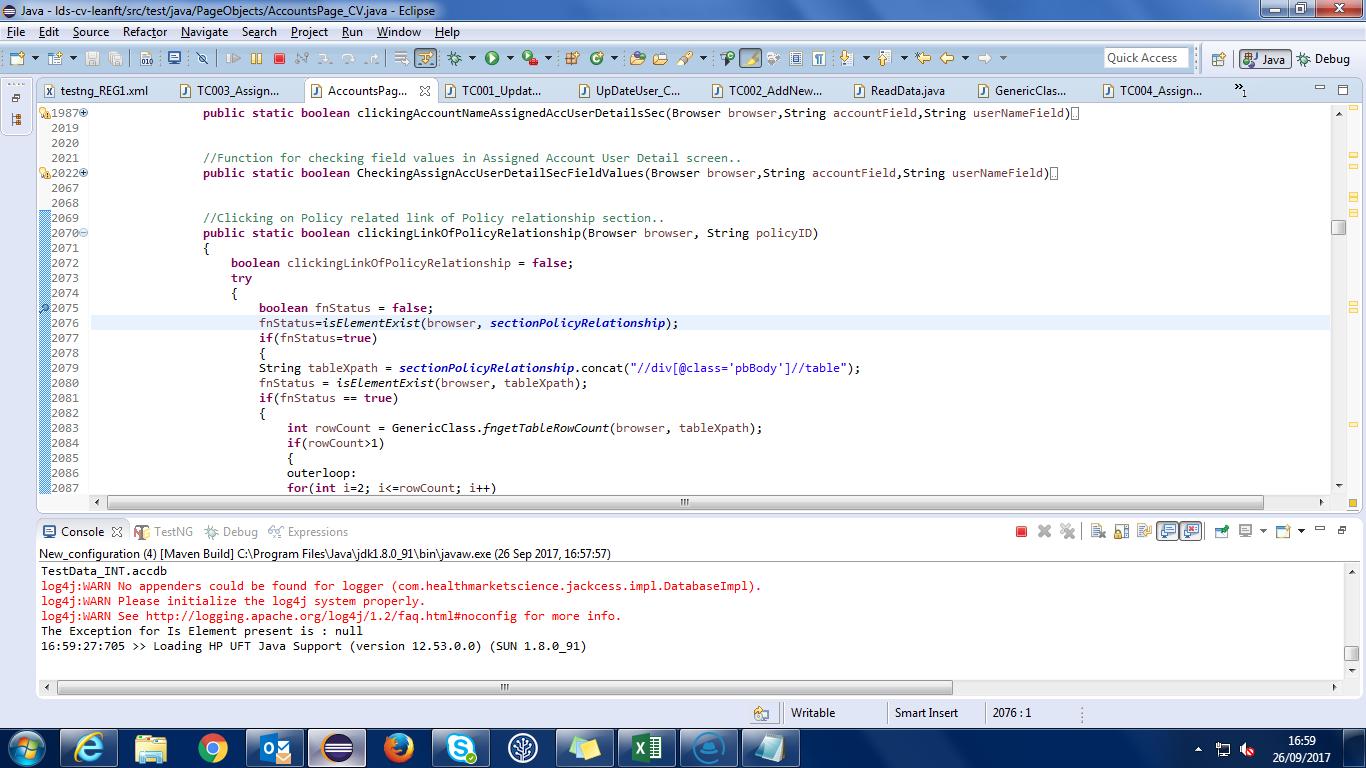 Java - lds-cv-leanft/src/test/java/PageObjects/AccountsPage_CV.java - Eclipse
File Edit Source Refactor Navigate Search Project Run Window Help
Quick Access Java Debug
testng_REG1.xml TC003_Assign... AccountsPag... TC001_Updat... UpDateUser_C... TC002_AddNew... ReadData.java GenericClas... TC004_Assign... »1
1987 public static boolean clickingAccountNameAssignedAccUserDetailsSec(Browser browser,String accountField,String userNameField)
2019
2020
2021 //Function for checking field values in Assigned Account User Detail screen..
2022 public static boolean CheckingAssignAccUserDetailSecFieldValues(Browser browser,String accountField,String userNameField)
2067
2068
2069 //Clicking on Policy related link of Policy relationship section..
2070 public static boolean clickingLinkOfPolicyRelationship(Browser browser, String policyID)
2071 {
2072 boolean clickingLinkOfPolicyRelationship = false;
2073 try
2074 {
2075 boolean fnStatus = false;
2076 fnStatus=isElementExist(browser, sectionPolicyRelationship);
2077 if(fnStatus=true)
2078 {
2079 String tableXpath = sectionPolicyRelationship.concat("//div[@class='pbBody']//table");
2080 fnStatus = isElementExist(browser, tableXpath);
2081 if(fnStatus == true)
2082 {
2083 int rowCount = GenericClass.fngetTableRowCount(browser, tableXpath);
2084 if(rowCount>1)
2085 {
2086 outerloop:
2087 for(int i=2; i<=rowCount; i++)
Console TestNG Debug Expressions
New_configuration (4) [Maven Build] C:\Program Files\Java\jdk1.8.0_91\bin\javaw.exe (26 Sep 2017, 16:57:57)
TestData_INT.accdb
log4j:WARN No appenders could be found for logger (com.healthmarketscience.jackcess.impl.DatabaseImpl).
log4j:WARN Please initialize the log4j system properly.
log4j:WARN See http://logging.apache.org/log4j/1.2/faq.html#noconfig for more info.
The Exception for Is Element present is : null
16:59:27:705 >> Loading HP UFT Java Support (version 12.53.0.0) (SUN 1.8.0_91)
Writable Smart Insert 2076 : 1
16:59
26/09/2017